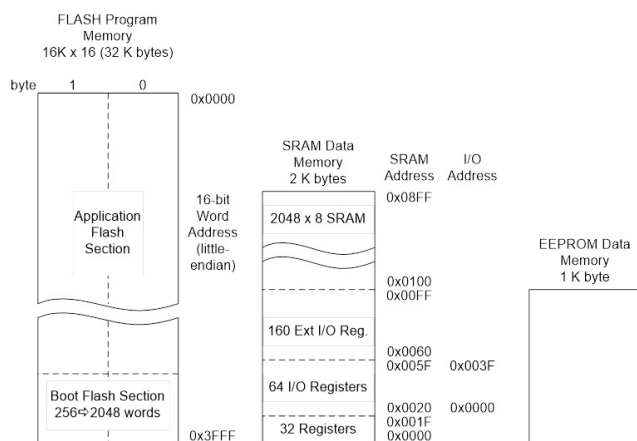 FLASH Program
Memory
16K x 16 (32 K bytes)
byte 1 0
0x0000
Application
Flash
Section
16-bit
Word
Address
(little-
endian)
Boot Flash Section
256⇨2048 words
0x3FFF
SRAM Data
Memory
2 K bytes
SRAM
Address
I/O
Address
0x08FF
2048 x 8 SRAM
0x0100
0x00FF
160 Ext I/O Reg.
0x0060
0x005F 0x003F
64 I/O Registers
0x0020 0x0000
0x001F
32 Registers
0x0000
EEPROM Data
Memory
1 K byte